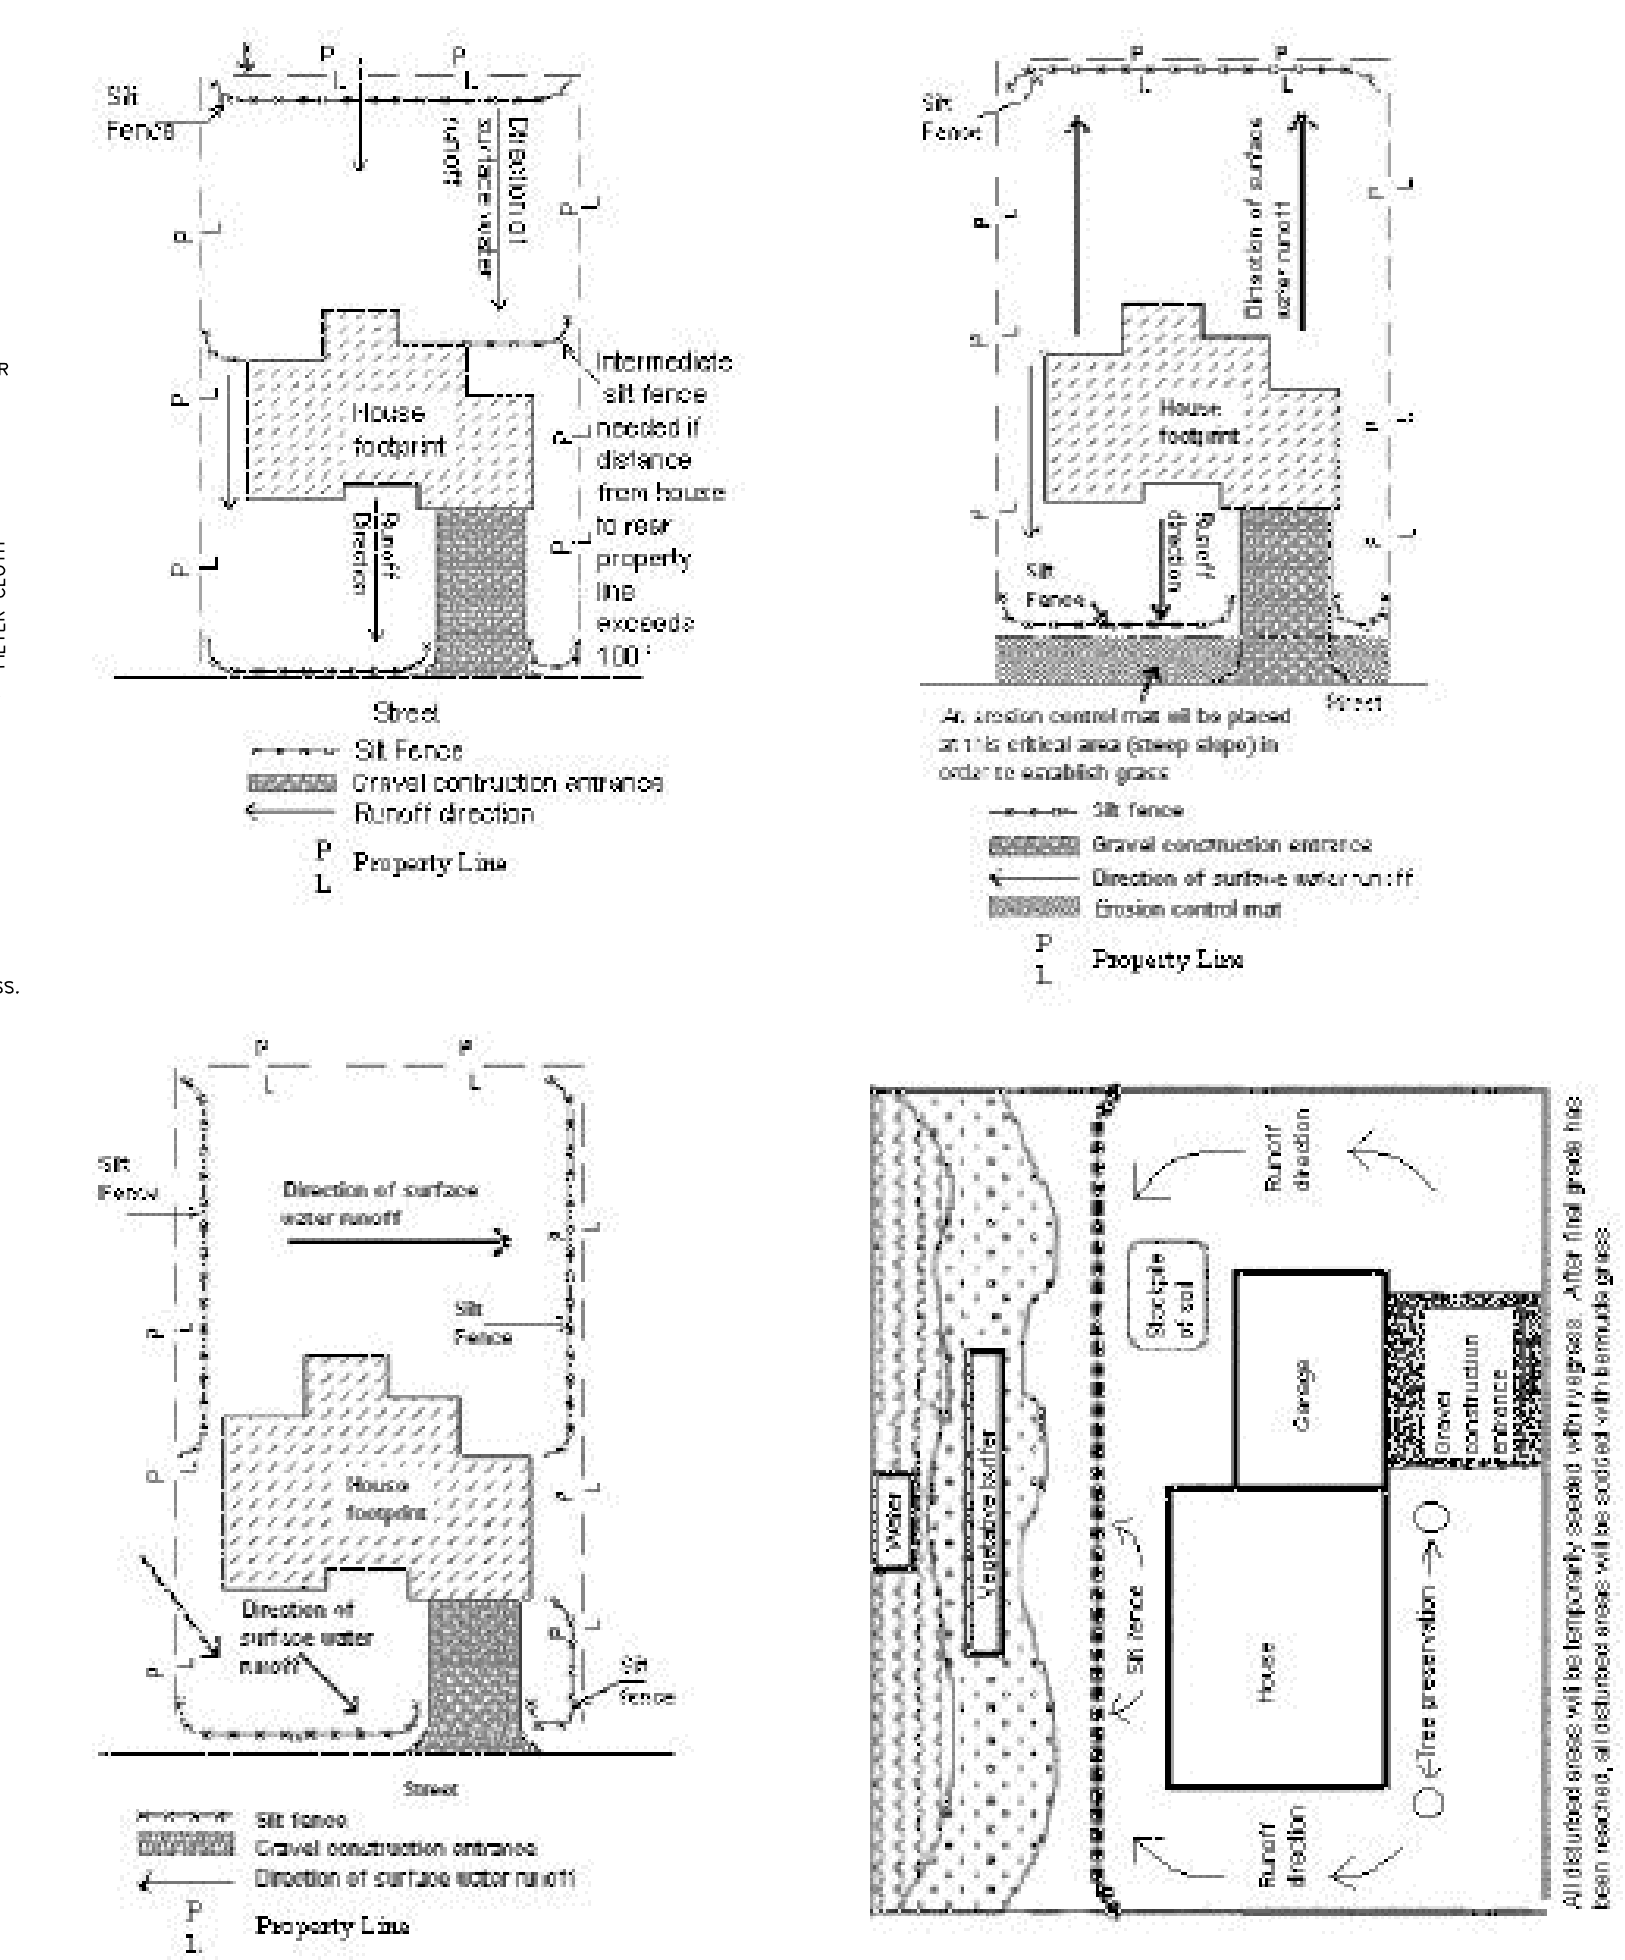 P
P
L
L
Silt
Fence
Direction of
surface water
runoff
P
L
P
L
Intermediate
silt fence
needed if
distance
from house
to rear
property
line
exceeds
100'
P
L
P
L
P
L
P
L
House
footprint
Runoff
Direction
Street
Silt Fence
Gravel contruction entrance
Runoff direction
P
L
Property Line
P
P
L
L
Silt
Fence
Direction of surface
water runoff
P
L
P
L
P
L
P
L
P
L
P
L
House
footprint
Runoff
direction
Silt
Fence
Street
An erosion control mat will be placed
at this critical area (steep slope) in
order to establish grass
Silt fence
Gravel construction entrance
Direction of surface water runoff
Erosion control mat
P
L
Property Line
R
FILTER CLOTH
ss.
P
P
L
L
Silt
Fence
Direction of surface
water runoff
Silt
Fence
P
L
P
L
P
L
P
L
P
L
P
L
House
footprint
Direction of
surface water
runoff
Silt
fence
Street
Silt fence
Gravel construction entrance
Direction of surface water runoff
P
L
Property Line
Water
Vegetative buffer
Silt fence
Runoff
direction
Stockpile
of soil
Garage
Gravel
construction
entrance
House
Tree preservation
Runoff
direction
All disturbed areas will be temporarily seeded with ryegrass. After final grade has
been reached, all disturbed areas will be sodded with bermudagrass